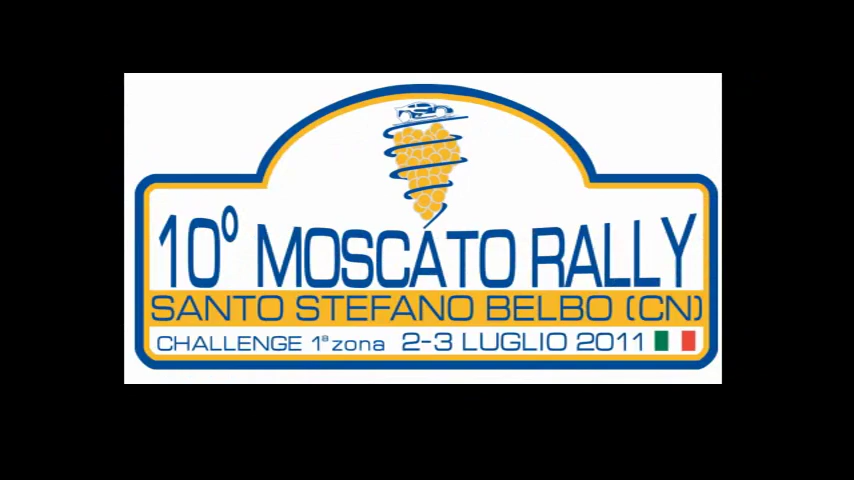 10° MOSCATO RALLY
SANTO STEFANO BELBO (CN)
CHALLENGE 1ª zona 2-3 LUGLIO 2011